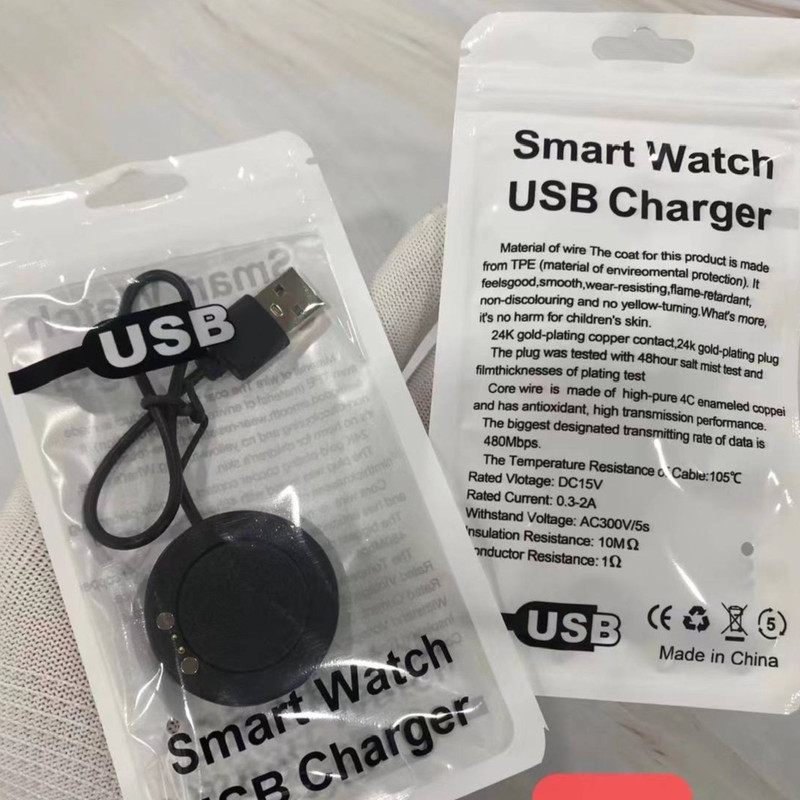 USB
Smart Watch
USB Charger
Smart Watch
USB Charger
Material of wire The coat for this product is made
from TPE (material of envireomental protection). It
feelsgood,smooth,wear-resisting,flame-retardant,
non-discolouring and no yellow-turning.What's more,
it's no harm for children's skin.
24K gold-plating copper contact,24k gold-plating plug
The plug was tested with 48hour salt mist test and
filmthicknesses of plating test
Core wire is made of high-pure 4C enameled coppei
and has antioxidant, high transmission performance.
The biggest designated transmitting rate of data is
480Mbps.
The Temperature Resistance of Cable:105℃
Rated Vlotage: DC15V
Rated Current: 0.3-2A
Withstand Voltage: AC300V/5s
Insulation Resistance: 10MΩ
onductor Resistance: 1Ω
USB
CE 5
Made in China